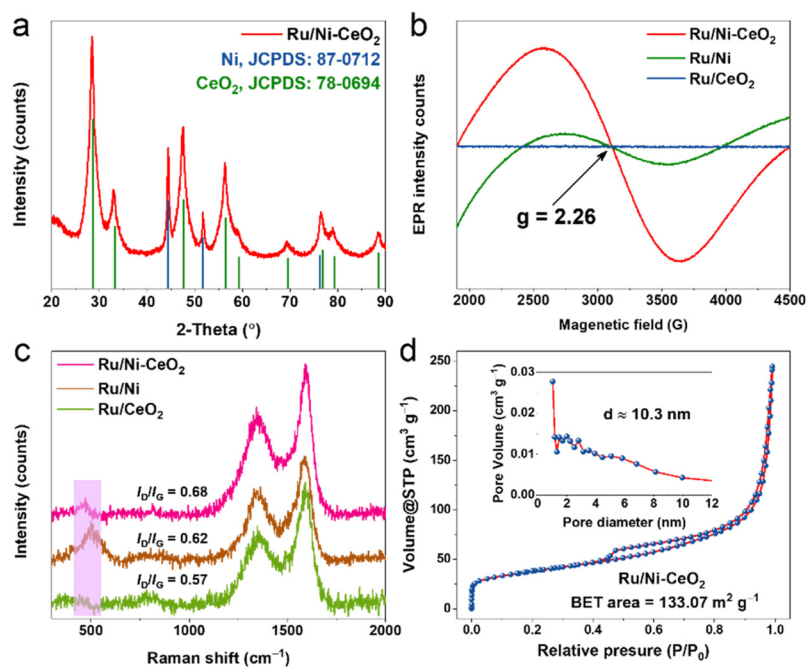 a
Ru/Ni-CeO₂
Ni, JCPDS: 87-0712
CeO₂, JCPDS: 78-0694
Intensity (counts)
20 30 40 50 60 70 80 90
2-Theta (°)
b
Ru/Ni-CeO₂
Ru/Ni
Ru/CeO₂
EPR intensity counts
g = 2.26
2000 2500 3000 3500 4000 4500
Magenetic field (G)
c
Ru/Ni-CeO₂
Ru/Ni
Ru/CeO₂
Intensity (counts)
I_D/I_G = 0.68
I_D/I_G = 0.62
I_D/I_G = 0.57
500 1000 1500 2000
Raman shift (cm⁻¹)
d
Volume@STP (cm³ g⁻¹)
250
200
150
100
50
0
Pore Volume (cm³ g⁻¹)
0.03
0.02
0.01
0.00
d ≈ 10.3 nm
0 2 4 6 8 10 12
Pore diameter (nm)
Ru/Ni-CeO₂
BET area = 133.07 m² g⁻¹
0.0 0.2 0.4 0.6 0.8 1.0
Relative presure (P/P₀)